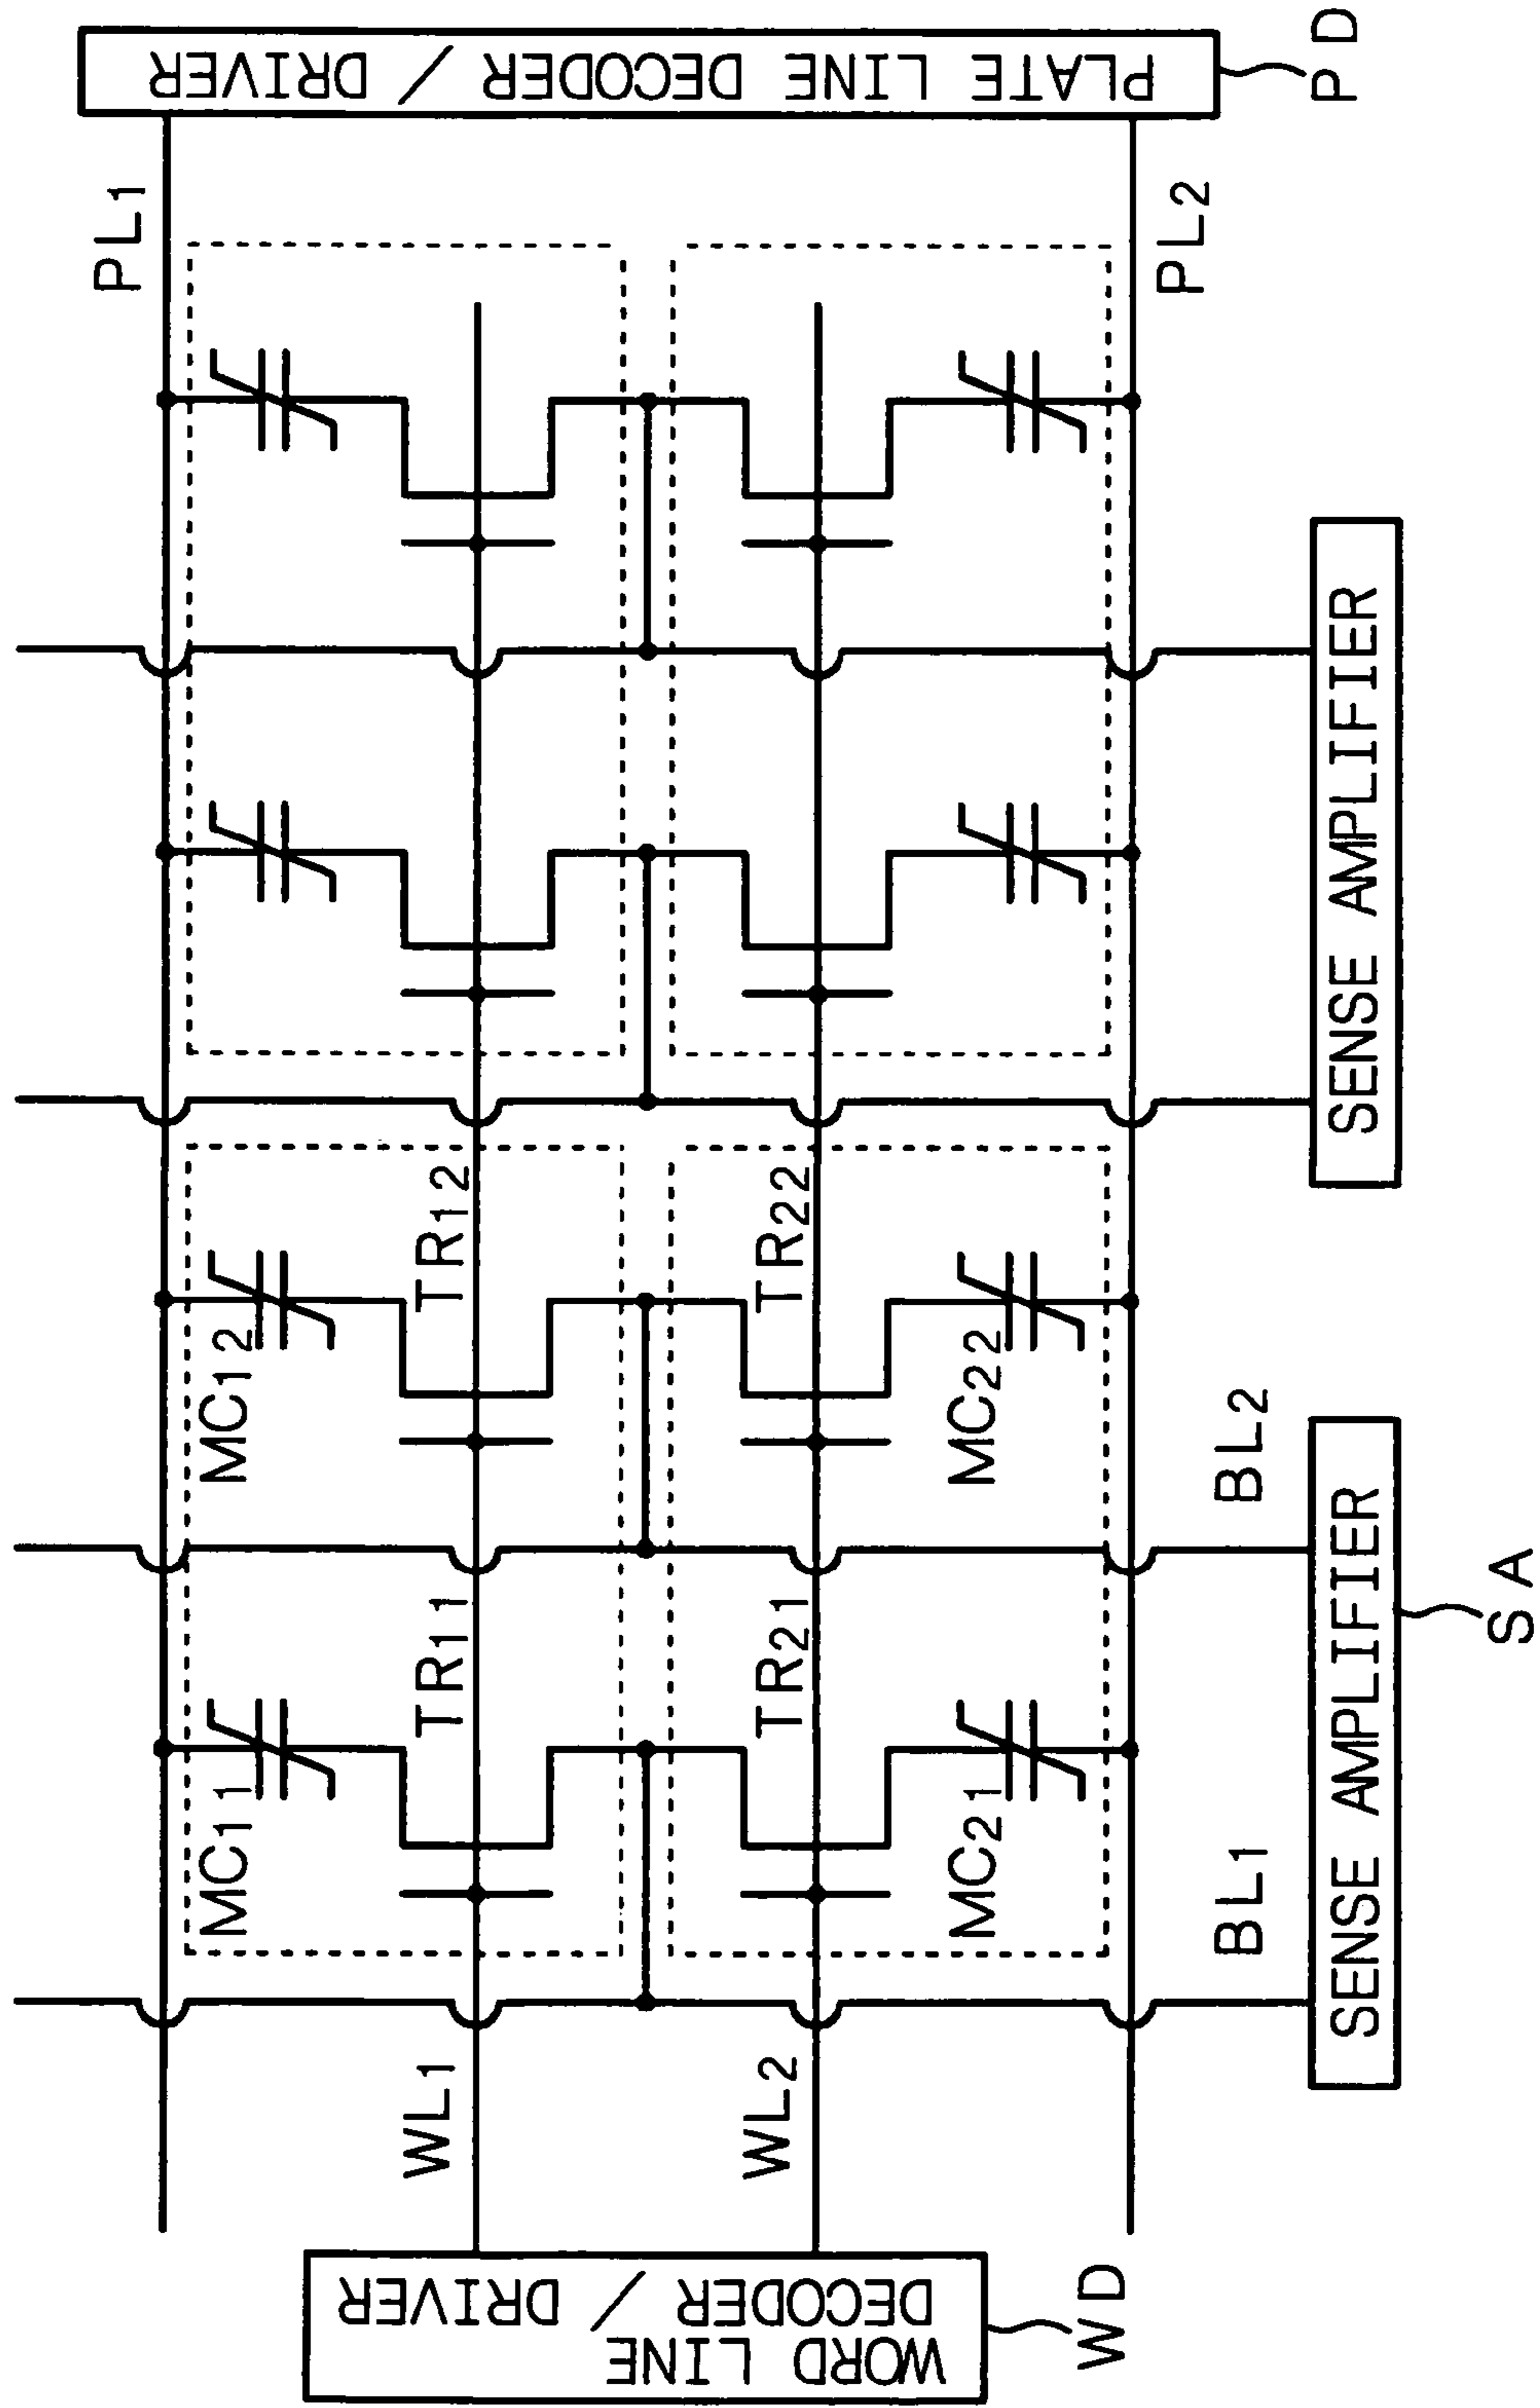 PLATE LINE DECODER / DRIVER
PD
PL1
PL2
MC12
TR12
TR22
MC22
BL2
SENSE AMPLIFIER
MC11
TR11
TR21
MC21
BL1
SENSE AMPLIFIER
SA
WL1
WL2
WORD LINE
DECODER / DRIVER
WD